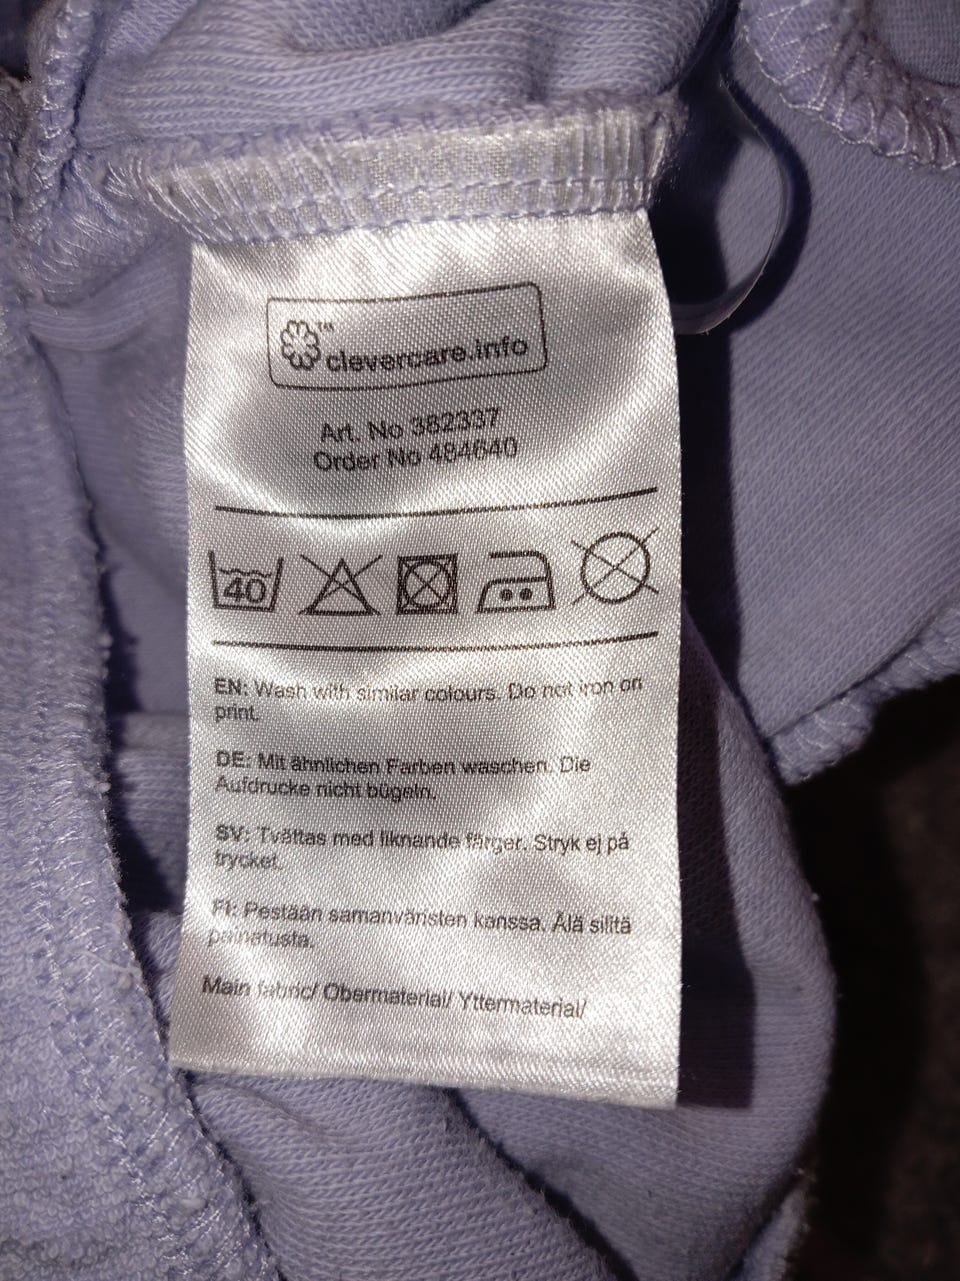 clevercare.info
Art. No 382337
Order No 484640
40
EN: Wash with similar colours. Do not iron on
print.
DE: Mit ähnlichen Farben waschen. Die
Aufdrucke nicht bügeln.
SV: Tvättas med liknande färger. Stryk ej på
trycket.
FI: Pestään samanväristen kanssa. Älä silitä
painatusta.
Main fabric/ Obermaterial/ Yttermaterial/